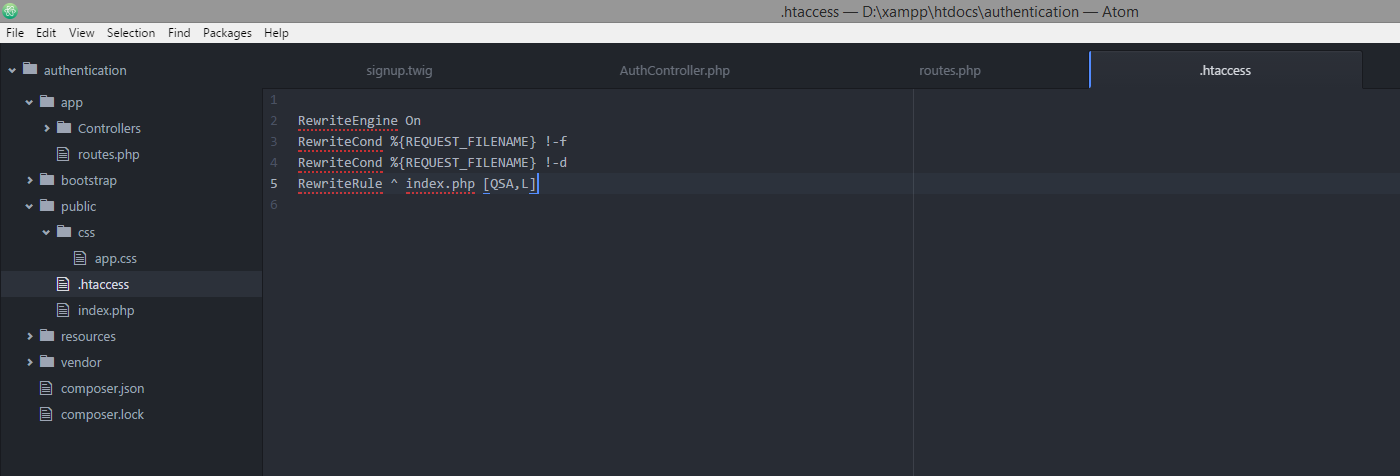 .htaccess — D:\xampp\htdocs\authentication — Atom
File Edit View Selection Find Packages Help
authentication
app
Controllers
routes.php
bootstrap
public
css
app.css
.htaccess
index.php
resources
vendor
composer.json
composer.lock
signup.twig AuthController.php routes.php .htaccess
1
2 RewriteEngine On
3 RewriteCond %{REQUEST_FILENAME} !-f
4 RewriteCond %{REQUEST_FILENAME} !-d
5 RewriteRule ^ index.php [QSA,L]
6